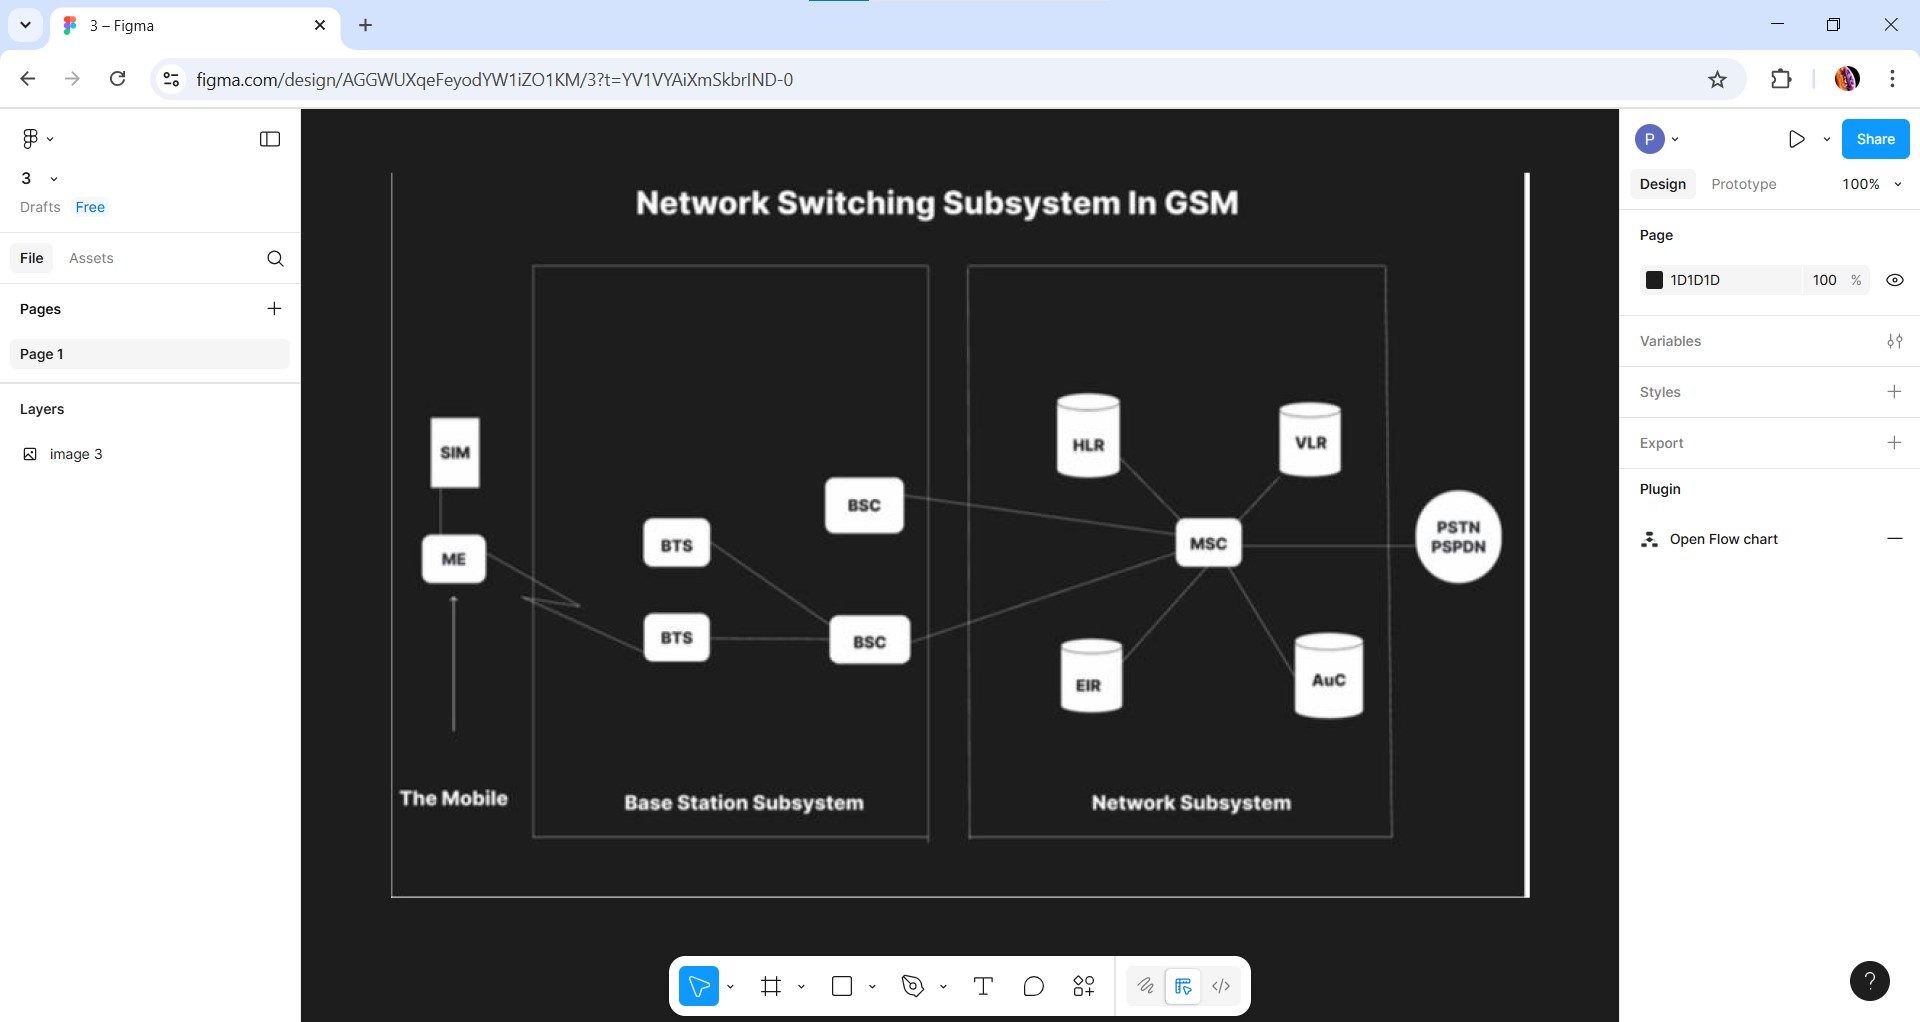 3 – Figma
figma.com/design/AGGWUXqeFeyodYW1iZO1KM/3?t=YV1VYAiXmSkbrIND-0
3
Drafts Free
File Assets
Pages
Page 1
Layers
image 3
Network Switching Subsystem In GSM
SIM
ME
The Mobile
BTS
BTS
BSC
BSC
Base Station Subsystem
HLR
VLR
MSC
EIR
AuC
Network Subsystem
PSTN
PSPDN
P
Share
Design Prototype 100%
Page
1D1D1D 100 %
Variables
Styles
Export
Plugin
Open Flow chart
?